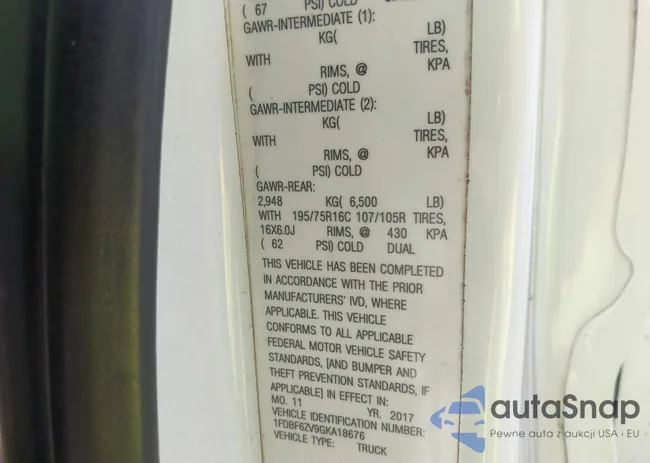 ( 67 PSI) COLD
GAWR-INTERMEDIATE (1):
KG( LB)
WITH TIRES,
RIMS, @ KPA
( PSI) COLD
GAWR-INTERMEDIATE (2):
KG( LB)
WITH TIRES,
RIMS, @ KPA
( PSI) COLD
GAWR-REAR:
2,948 KG( 6,500 LB)
WITH 195/75R16C 107/105R TIRES,
16X6.0J RIMS, @ 430 KPA
( 62 PSI) COLD DUAL
THIS VEHICLE HAS BEEN COMPLETED
IN ACCORDANCE WITH THE PRIOR
MANUFACTURERS' IVD, WHERE
APPLICABLE. THIS VEHICLE
CONFORMS TO ALL APPLICABLE
FEDERAL MOTOR VEHICLE SAFETY
STANDARDS, [AND BUMPER AND
THEFT PREVENTION STANDARDS, IF
APPLICABLE] IN EFFECT IN:
MO. 11 YR. 2017
VEHICLE IDENTIFICATION NUMBER:
1FDBF6ZV9GKA18676
VEHICLE TYPE: TRUCK
autaSnap
Pewne auta z aukcji USA i EU